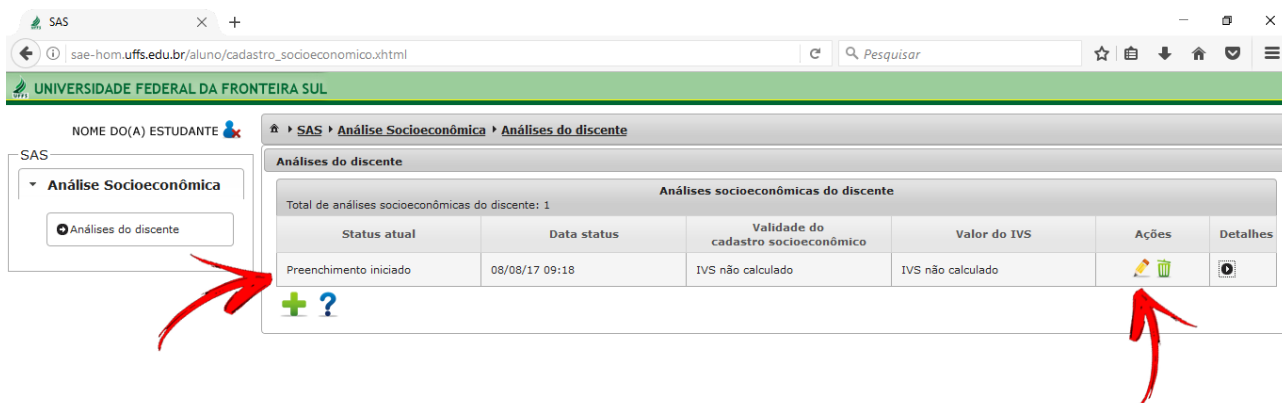 SAS
sae-hom.uffs.edu.br/aluno/cadastro_socioeconomico.xhtml
Pesquisar
UFFS
UNIVERSIDADE FEDERAL DA FRONTEIRA SUL
NOME DO(A) ESTUDANTE
SAS
Análise Socioeconômica
Análises do discente
SAS Análise Socioeconômica Análises do discente
Análises do discente
Análises socioeconômicas do discente
Total de análises socioeconômicas do discente: 1
Status atual Data status Validade do cadastro socioeconômico Valor do IVS Ações Detalhes
Preenchimento iniciado 08/08/17 09:18 IVS não calculado IVS não calculado
?